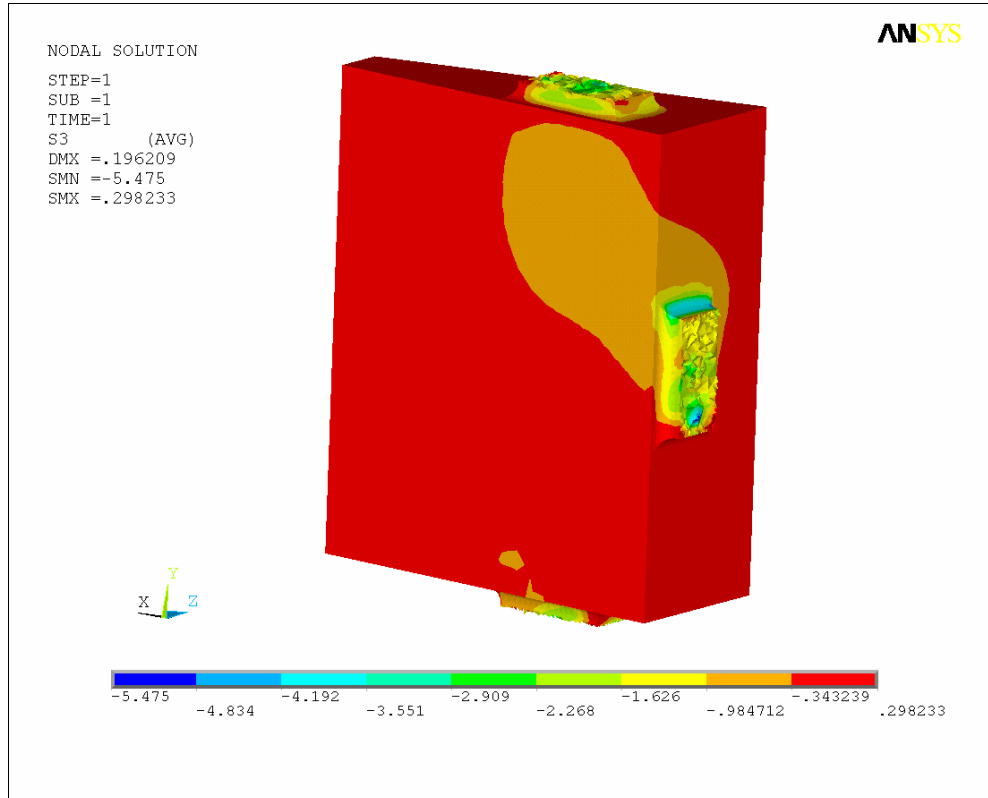 ANSYS
NODAL SOLUTION
STEP=1
SUB =1
TIME=1
S3 (AVG)
DMX =.196209
SMN =-5.475
SMX =.298233
Y
X Z
-5.475 -4.192 -2.909 -1.626 -.343239
-4.834 -3.551 -2.268 -.984712 .298233